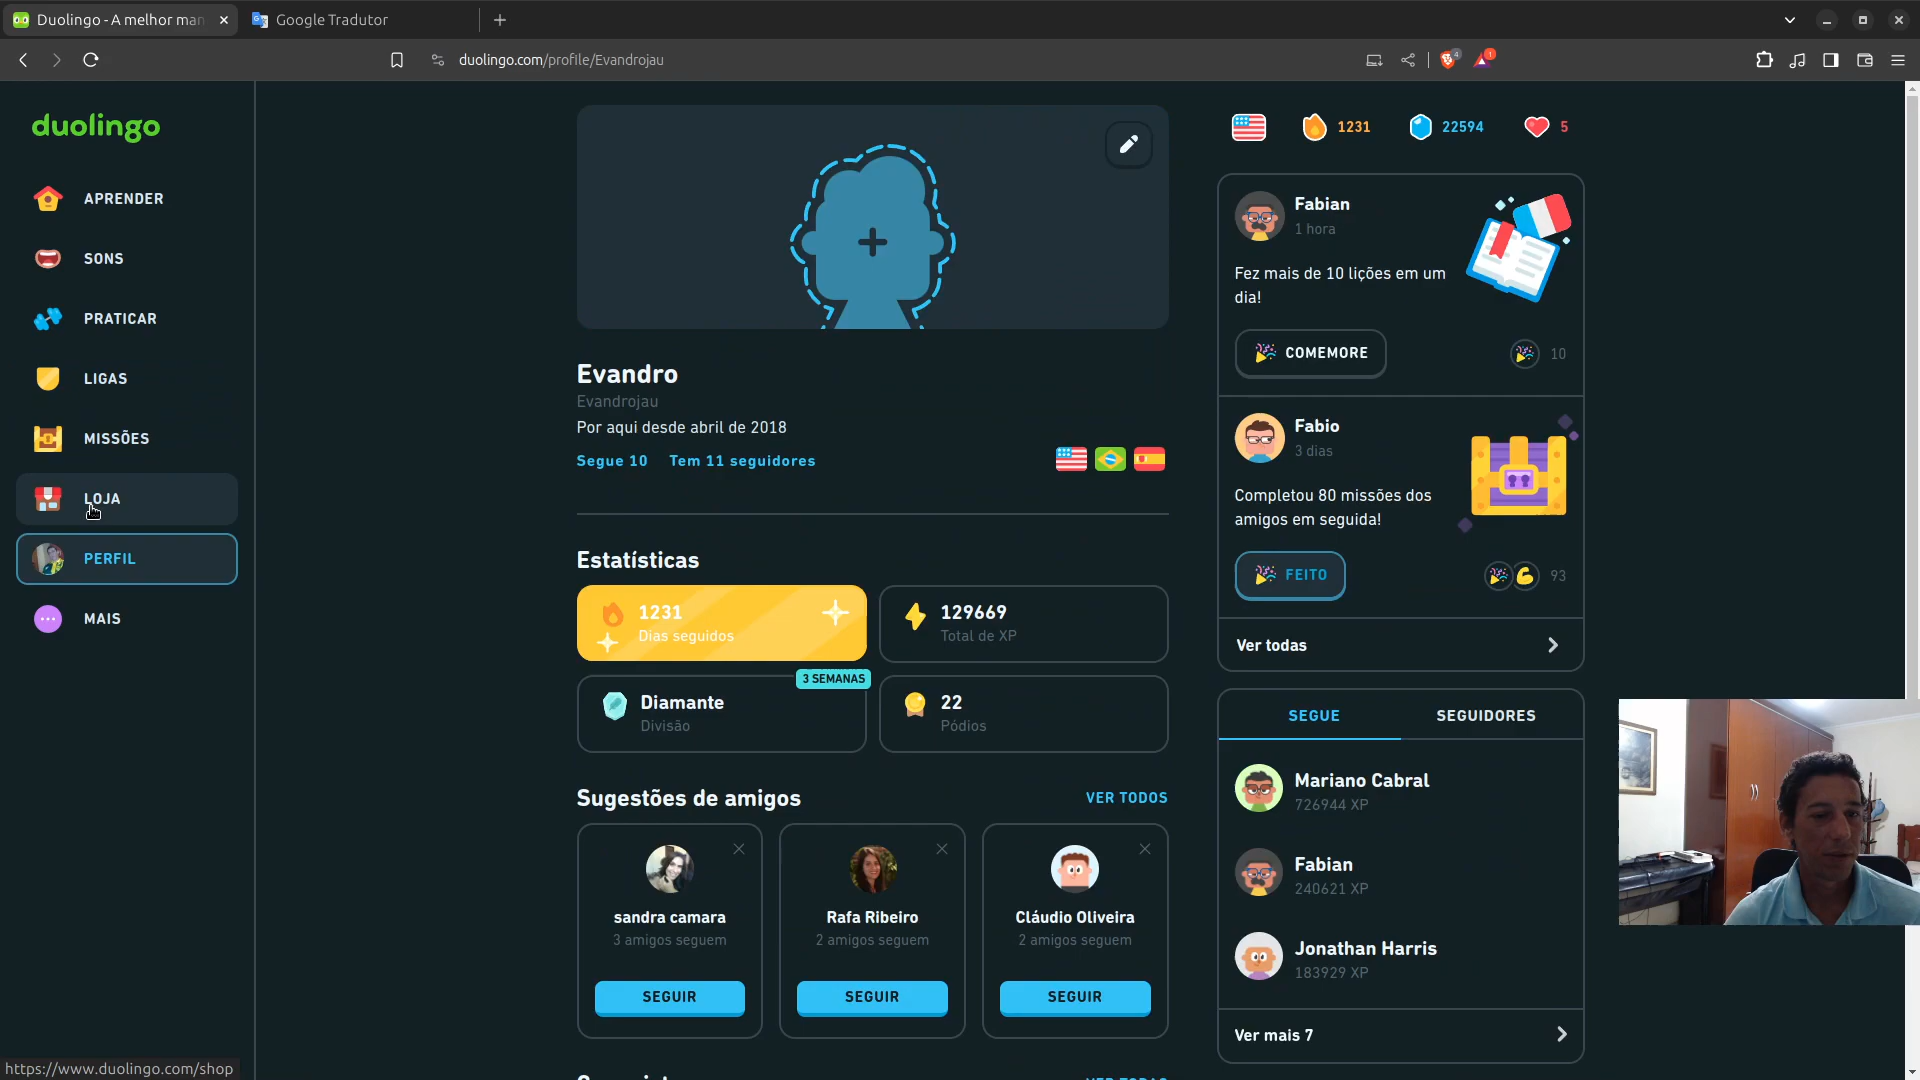 Duolingo - A melhor man
Google Tradutor
duolingo.com/profile/Evandrojau
4
1
duolingo
APRENDER
SONS
PRATICAR
LIGAS
MISSÕES
LOJA
PERFIL
MAIS
Evandro
Evandrojau
Por aqui desde abril de 2018
Segue 10 Tem 11 seguidores
Estatísticas
1231
Dias seguidos
129669
Total de XP
3 SEMANAS
Diamante
Divisão
22
Pódios
Sugestões de amigos
VER TODOS
sandra camara
3 amigos seguem
SEGUIR
Rafa Ribeiro
2 amigos seguem
SEGUIR
Cláudio Oliveira
2 amigos seguem
SEGUIR
1231
22594
5
Fabian
1 hora
Fez mais de 10 lições em um
dia!
COMEMORE
10
Fabio
3 dias
Completou 80 missões dos
amigos em seguida!
FEITO
93
Ver todas
SEGUE
SEGUIDORES
Mariano Cabral
726944 XP
Fabian
240621 XP
Jonathan Harris
183929 XP
Ver mais 7
https://www.duolingo.com/shop